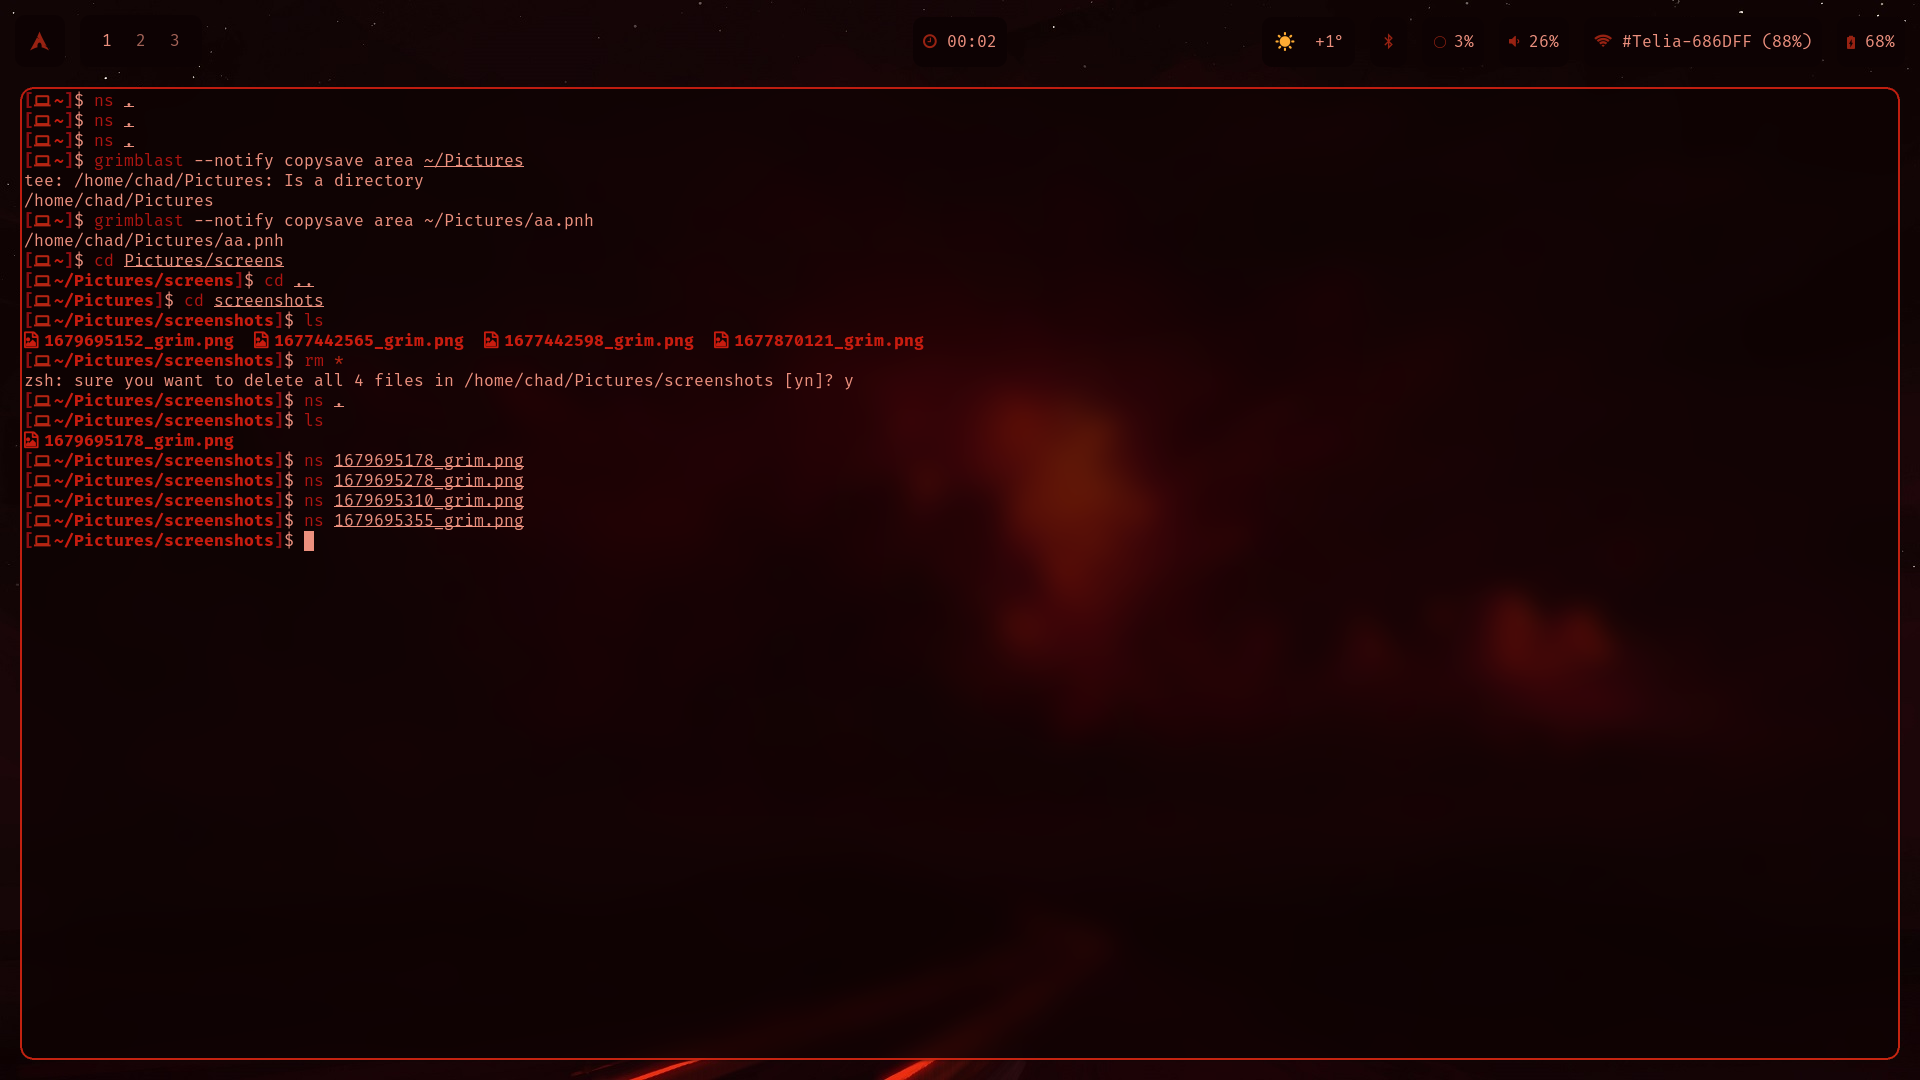 1 2 3
00:02
+1°
3%
26%
#Telia-686DFF (88%)
68%
[~]$ ns .
[~]$ ns .
[~]$ ns .
[~]$ grimblast --notify copysave area ~/Pictures
tee: /home/chad/Pictures: Is a directory
/home/chad/Pictures
[~]$ grimblast --notify copysave area ~/Pictures/aa.pnh
/home/chad/Pictures/aa.pnh
[~]$ cd Pictures/screens
[~/Pictures/screens]$ cd ..
[~/Pictures]$ cd screenshots
[~/Pictures/screenshots]$ ls
1679695152_grim.png 1677442565_grim.png 1677442598_grim.png 1677870121_grim.png
[~/Pictures/screenshots]$ rm *
zsh: sure you want to delete all 4 files in /home/chad/Pictures/screenshots [yn]? y
[~/Pictures/screenshots]$ ns .
[~/Pictures/screenshots]$ ls
1679695178_grim.png
[~/Pictures/screenshots]$ ns 1679695178_grim.png
[~/Pictures/screenshots]$ ns 1679695278_grim.png
[~/Pictures/screenshots]$ ns 1679695310_grim.png
[~/Pictures/screenshots]$ ns 1679695355_grim.png
[~/Pictures/screenshots]$